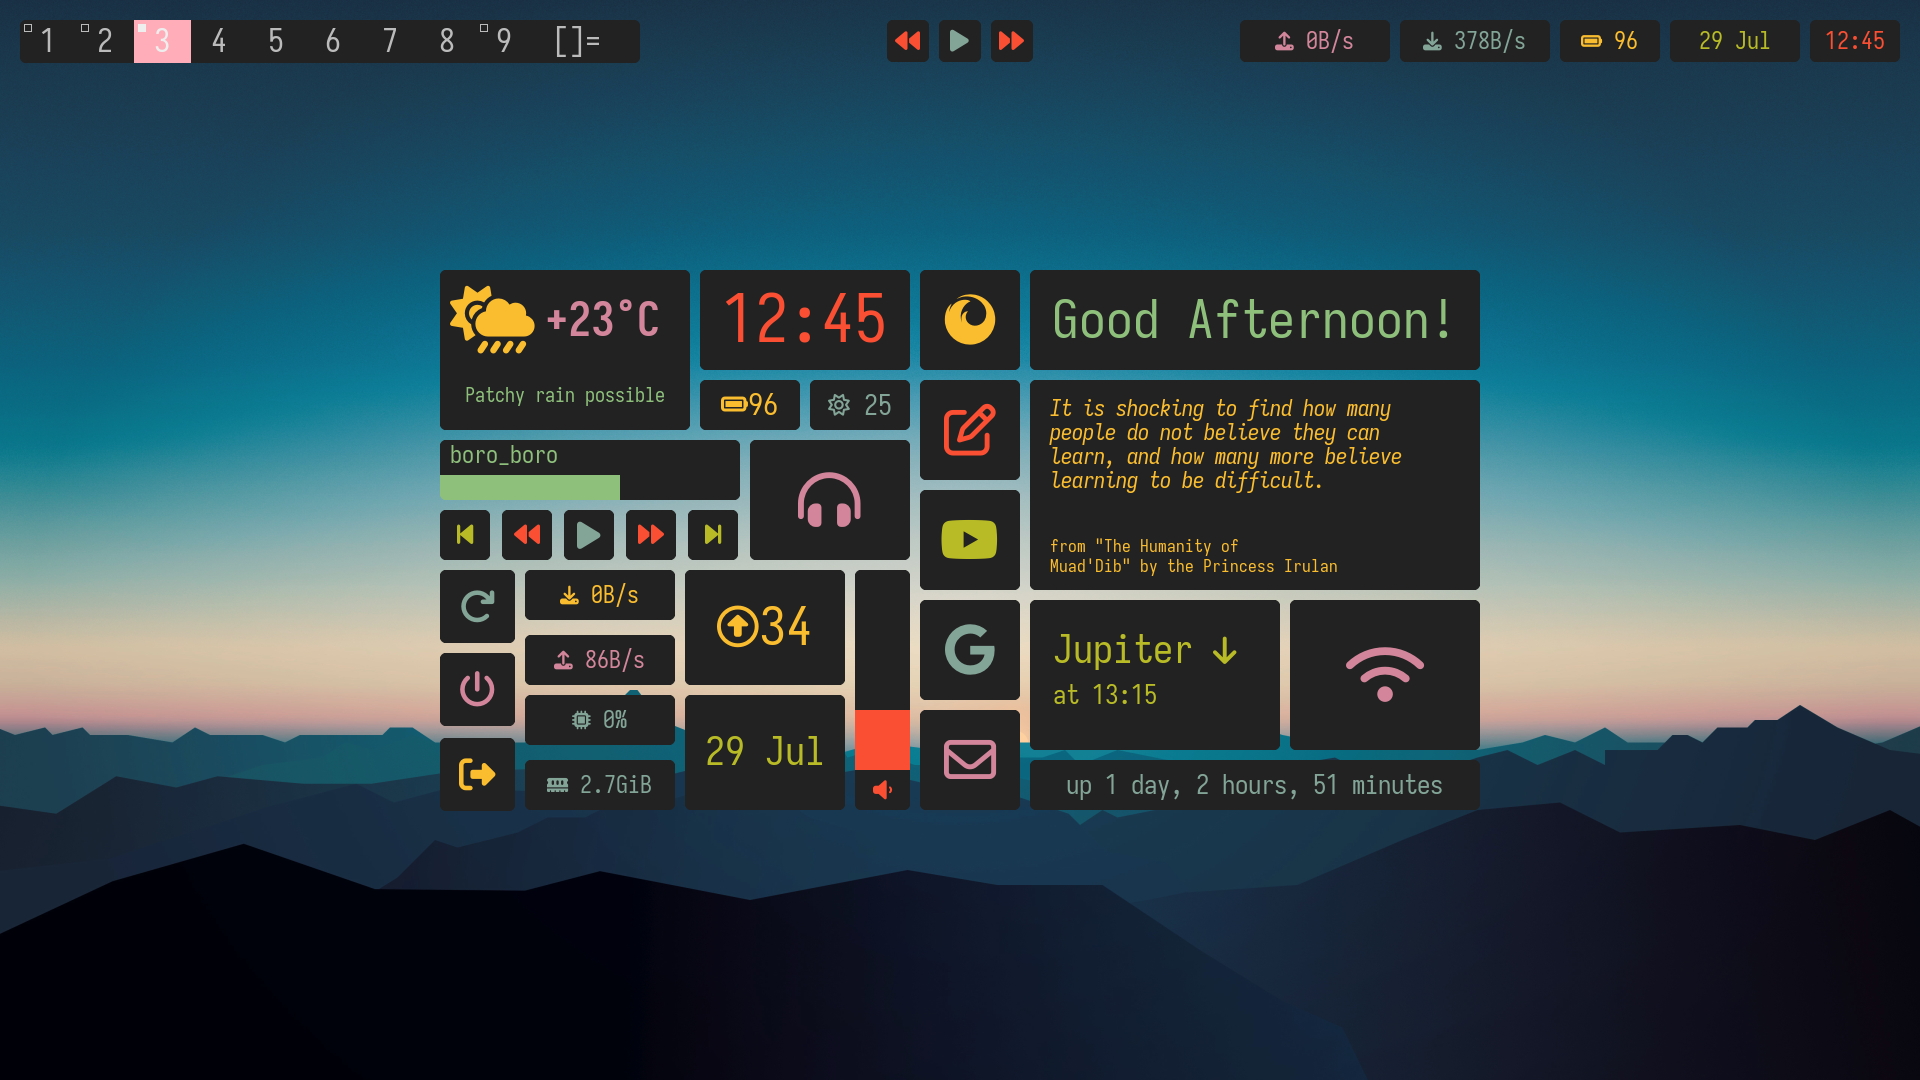 1 2 3 4 5 6 7 8 9 []=
0B/s
378B/s
96
29 Jul
12:45
+23°C
Patchy rain possible
12:45
96
25
Good Afternoon!
boro_boro
It is shocking to find how many
people do not believe they can
learn, and how many more believe
learning to be difficult.
from "The Humanity of
Muad'Dib" by the Princess Irulan
0B/s
86B/s
0%
2.7GiB
34
29 Jul
Jupiter ↓
at 13:15
up 1 day, 2 hours, 51 minutes